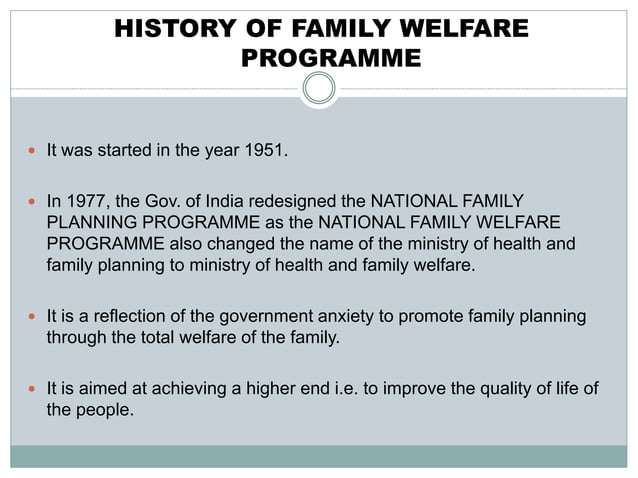 HISTORY OF FAMILY WELFARE
PROGRAMME
• It was started in the year 1951.
• In 1977, the Gov. of India redesigned the NATIONAL FAMILY
PLANNING PROGRAMME as the NATIONAL FAMILY WELFARE
PROGRAMME also changed the name of the ministry of health and
family planning to ministry of health and family welfare.
• It is a reflection of the government anxiety to promote family planning
through the total welfare of the family.
• It is aimed at achieving a higher end i.e. to improve the quality of life of
the people.